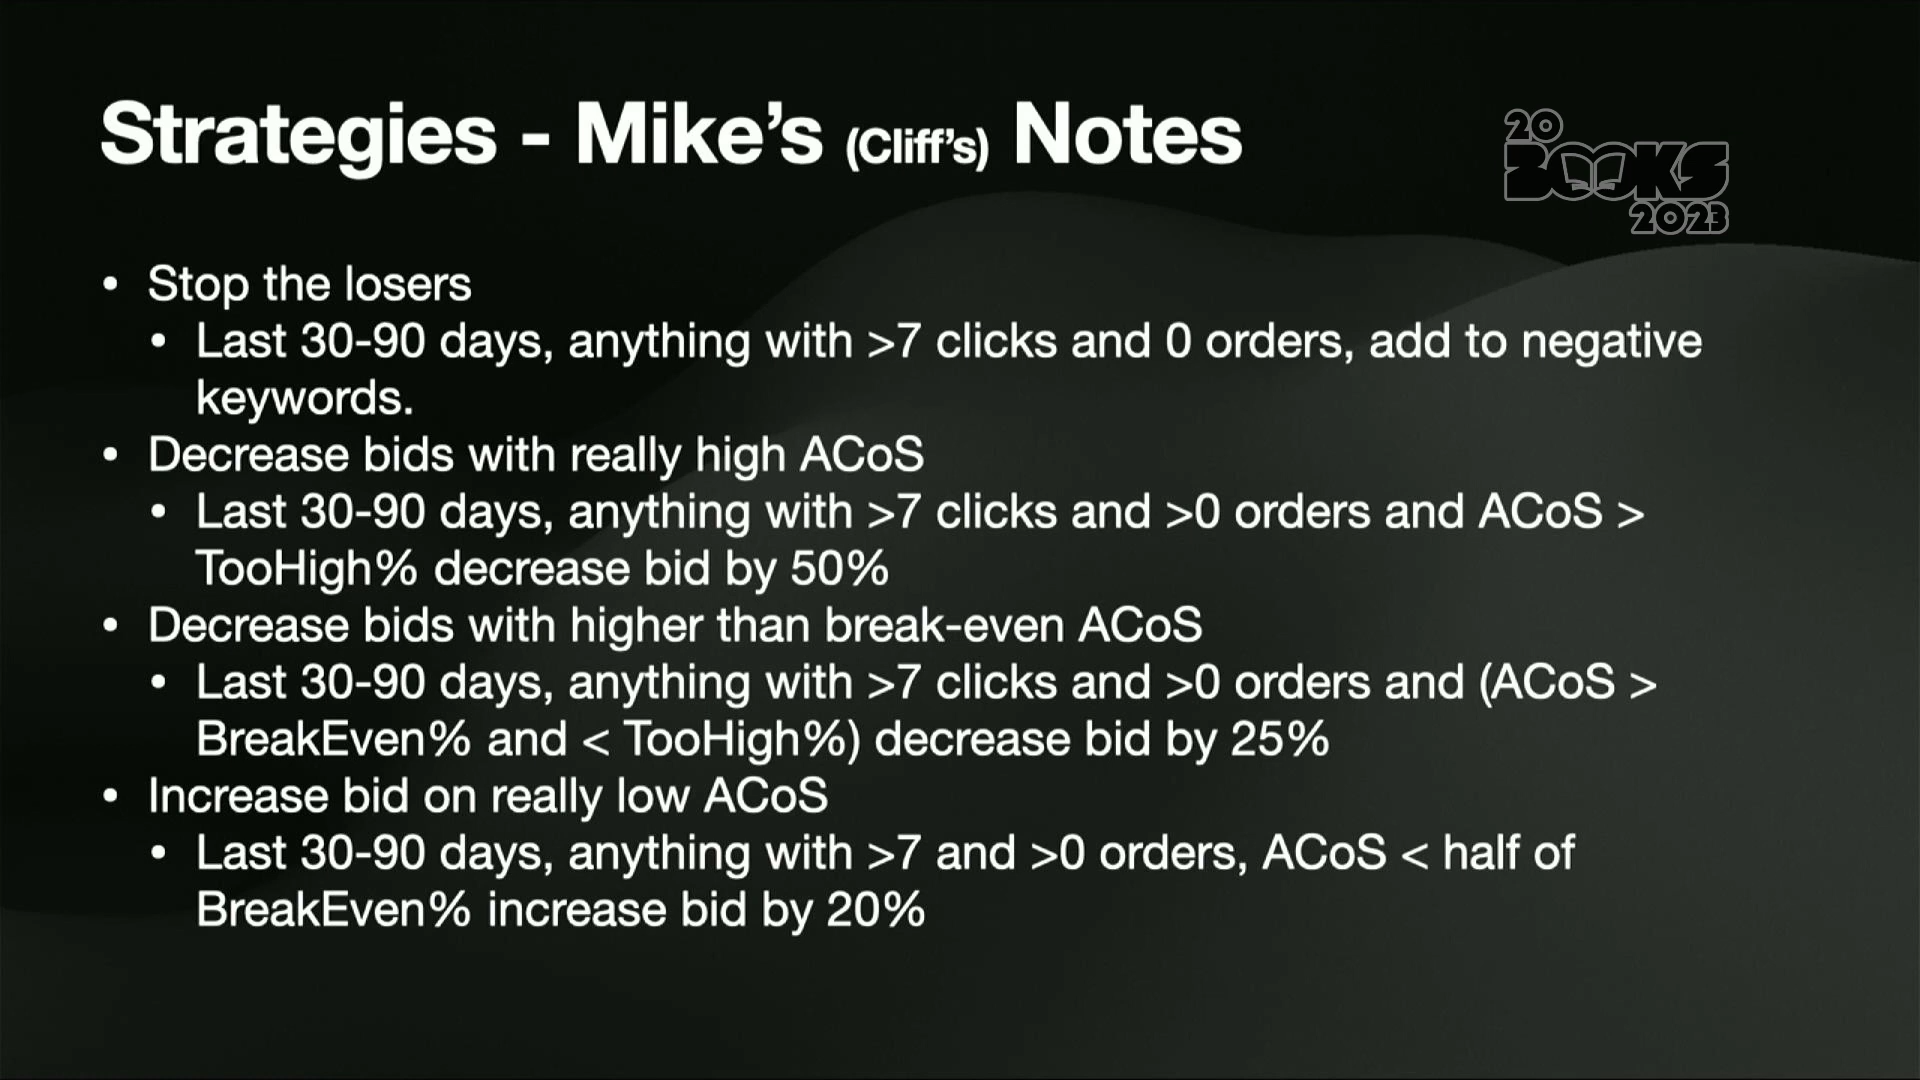 Strategies - Mike’s (Cliff’s) Notes
20
BOOKS
2023
• Stop the losers
• Last 30-90 days, anything with >7 clicks and 0 orders, add to negative
keywords.
• Decrease bids with really high ACoS
• Last 30-90 days, anything with >7 clicks and >0 orders and ACoS >
TooHigh% decrease bid by 50%
• Decrease bids with higher than break-even ACoS
• Last 30-90 days, anything with >7 clicks and >0 orders and (ACoS >
BreakEven% and < TooHigh%) decrease bid by 25%
• Increase bid on really low ACoS
• Last 30-90 days, anything with >7 and >0 orders, ACoS < half of
BreakEven% increase bid by 20%